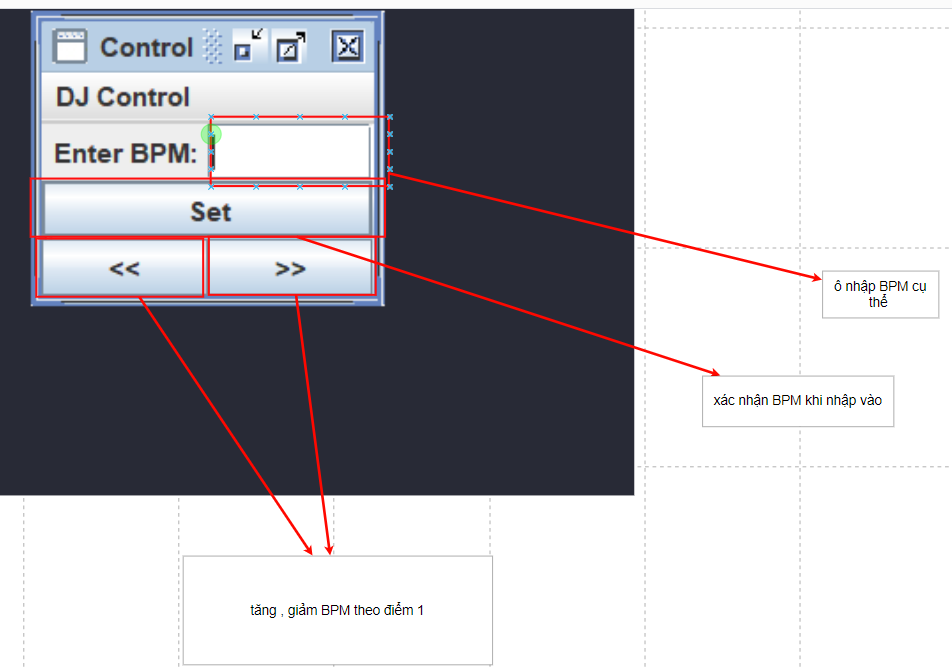 Control
DJ Control
Enter BPM:
Set
<< >>
ô nhập BPM cụ
thể
xác nhận BPM khi nhập vào
tăng , giảm BPM theo điểm 1